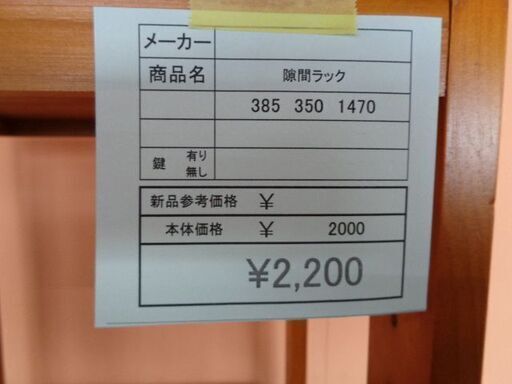 メーカー
商品名 隙間ラック
385 350 1470
鍵 有り
無し
新品参考価格 ¥
本体価格 ¥ 2000
¥2,200